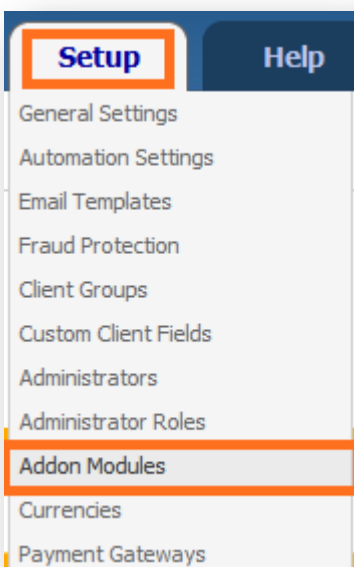 Setup Help
General Settings
Automation Settings
Email Templates
Fraud Protection
Client Groups
Custom Client Fields
Administrators
Administrator Roles
Addon Modules
Currencies
Payment Gateways